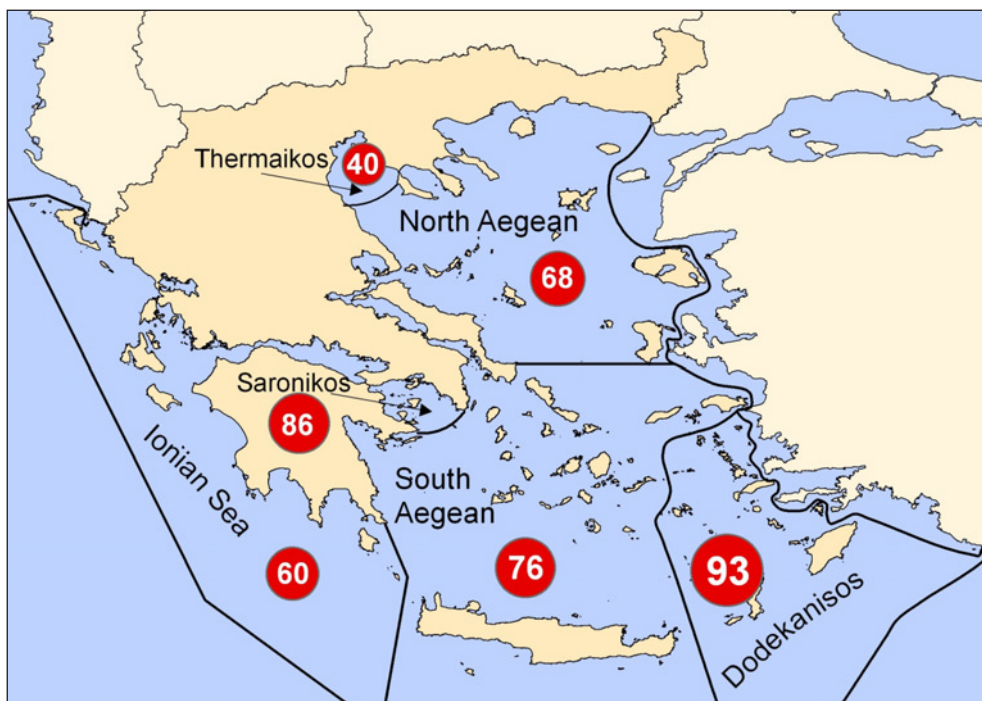 Thermaikos
40
North Aegean
68
Saronikos
86
Ionian Sea
South
Aegean
60
76
93
Dodekanisos